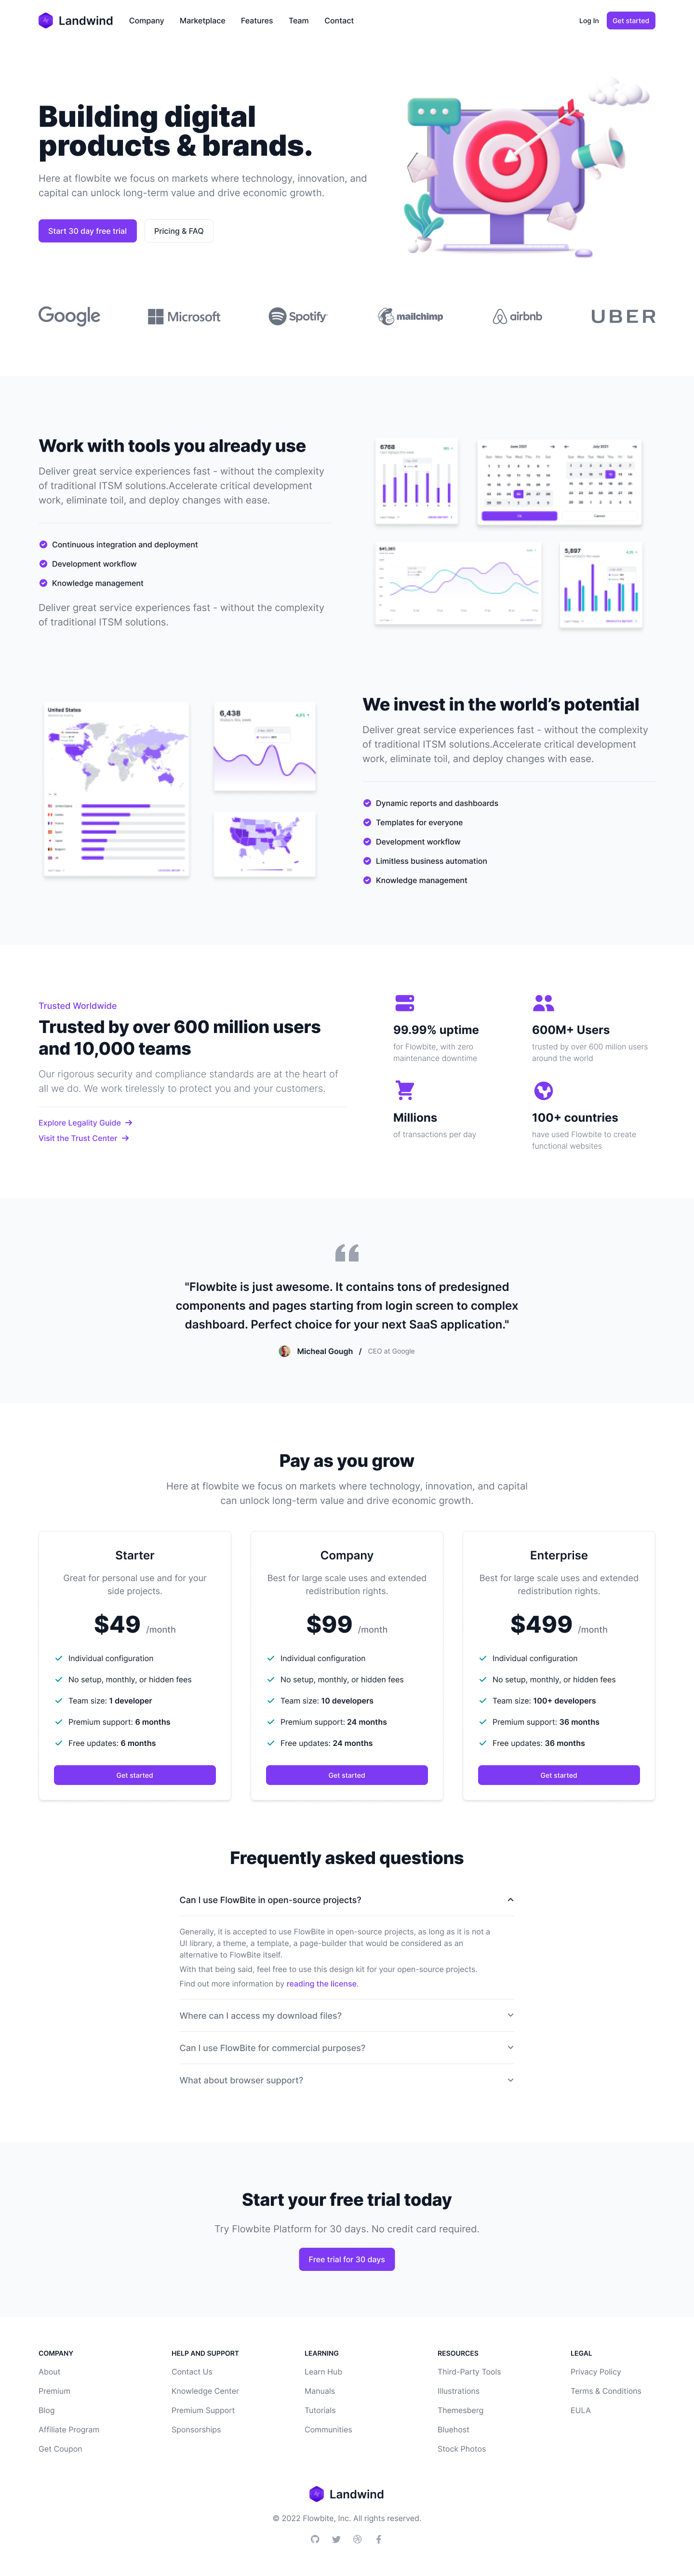 Landwind
Company
Marketplace
Features
Team
Contact
Log In
Get started
Building digital
products & brands.
Here at flowbite we focus on markets where technology, innovation, and
capital can unlock long-term value and drive economic growth.
Start 30 day free trial
Pricing & FAQ
Google
Microsoft
Spotify
mailchimp
airbnb
UBER
Work with tools you already use
Deliver great service experiences fast - without the complexity
of traditional ITSM solutions.Accelerate critical development
work, eliminate toil, and deploy changes with ease.
Continuous integration and deployment
Development workflow
Knowledge management
Deliver great service experiences fast - without the complexity
of traditional ITSM solutions.
6768
June 2021
July 2021
Cancel
5,897
United States
6,438
We invest in the world’s potential
Deliver great service experiences fast - without the complexity
of traditional ITSM solutions.Accelerate critical development
work, eliminate toil, and deploy changes with ease.
Dynamic reports and dashboards
Templates for everyone
Development workflow
Limitless business automation
Knowledge management
Trusted Worldwide
Trusted by over 600 million users
and 10,000 teams
Our rigorous security and compliance standards are at the heart of
all we do. We work tirelessly to protect you and your customers.
Explore Legality Guide
Visit the Trust Center
99.99% uptime
for Flowbite, with zero
maintenance downtime
600M+ Users
trusted by over 600 milion users
around the world
Millions
of transactions per day
100+ countries
have used Flowbite to create
functional websites
"Flowbite is just awesome. It contains tons of predesigned
components and pages starting from login screen to complex
dashboard. Perfect choice for your next SaaS application."
Micheal Gough / CEO at Google
Pay as you grow
Here at flowbite we focus on markets where technology, innovation, and capital
can unlock long-term value and drive economic growth.
Starter
Great for personal use and for your
side projects.
$49 /month
Individual configuration
No setup, monthly, or hidden fees
Team size: 1 developer
Premium support: 6 months
Free updates: 6 months
Get started
Company
Best for large scale uses and extended
redistribution rights.
$99 /month
Individual configuration
No setup, monthly, or hidden fees
Team size: 10 developers
Premium support: 24 months
Free updates: 24 months
Get started
Enterprise
Best for large scale uses and extended
redistribution rights.
$499 /month
Individual configuration
No setup, monthly, or hidden fees
Team size: 100+ developers
Premium support: 36 months
Free updates: 36 months
Get started
Frequently asked questions
Can I use FlowBite in open-source projects?
Generally, it is accepted to use FlowBite in open-source projects, as long as it is not a
UI library, a theme, a template, a page-builder that would be considered as an
alternative to FlowBite itself.
With that being said, feel free to use this design kit for your open-source projects.
Find out more information by reading the license.
Where can I access my download files?
Can I use FlowBite for commercial purposes?
What about browser support?
Start your free trial today
Try Flowbite Platform for 30 days. No credit card required.
Free trial for 30 days
COMPANY
About
Premium
Blog
Affiliate Program
Get Coupon
HELP AND SUPPORT
Contact Us
Knowledge Center
Premium Support
Sponsorships
LEARNING
Learn Hub
Manuals
Tutorials
Communities
RESOURCES
Third-Party Tools
Illustrations
Themesberg
Bluehost
Stock Photos
LEGAL
Privacy Policy
Terms & Conditions
EULA
Landwind
© 2022 Flowbite, Inc. All rights reserved.